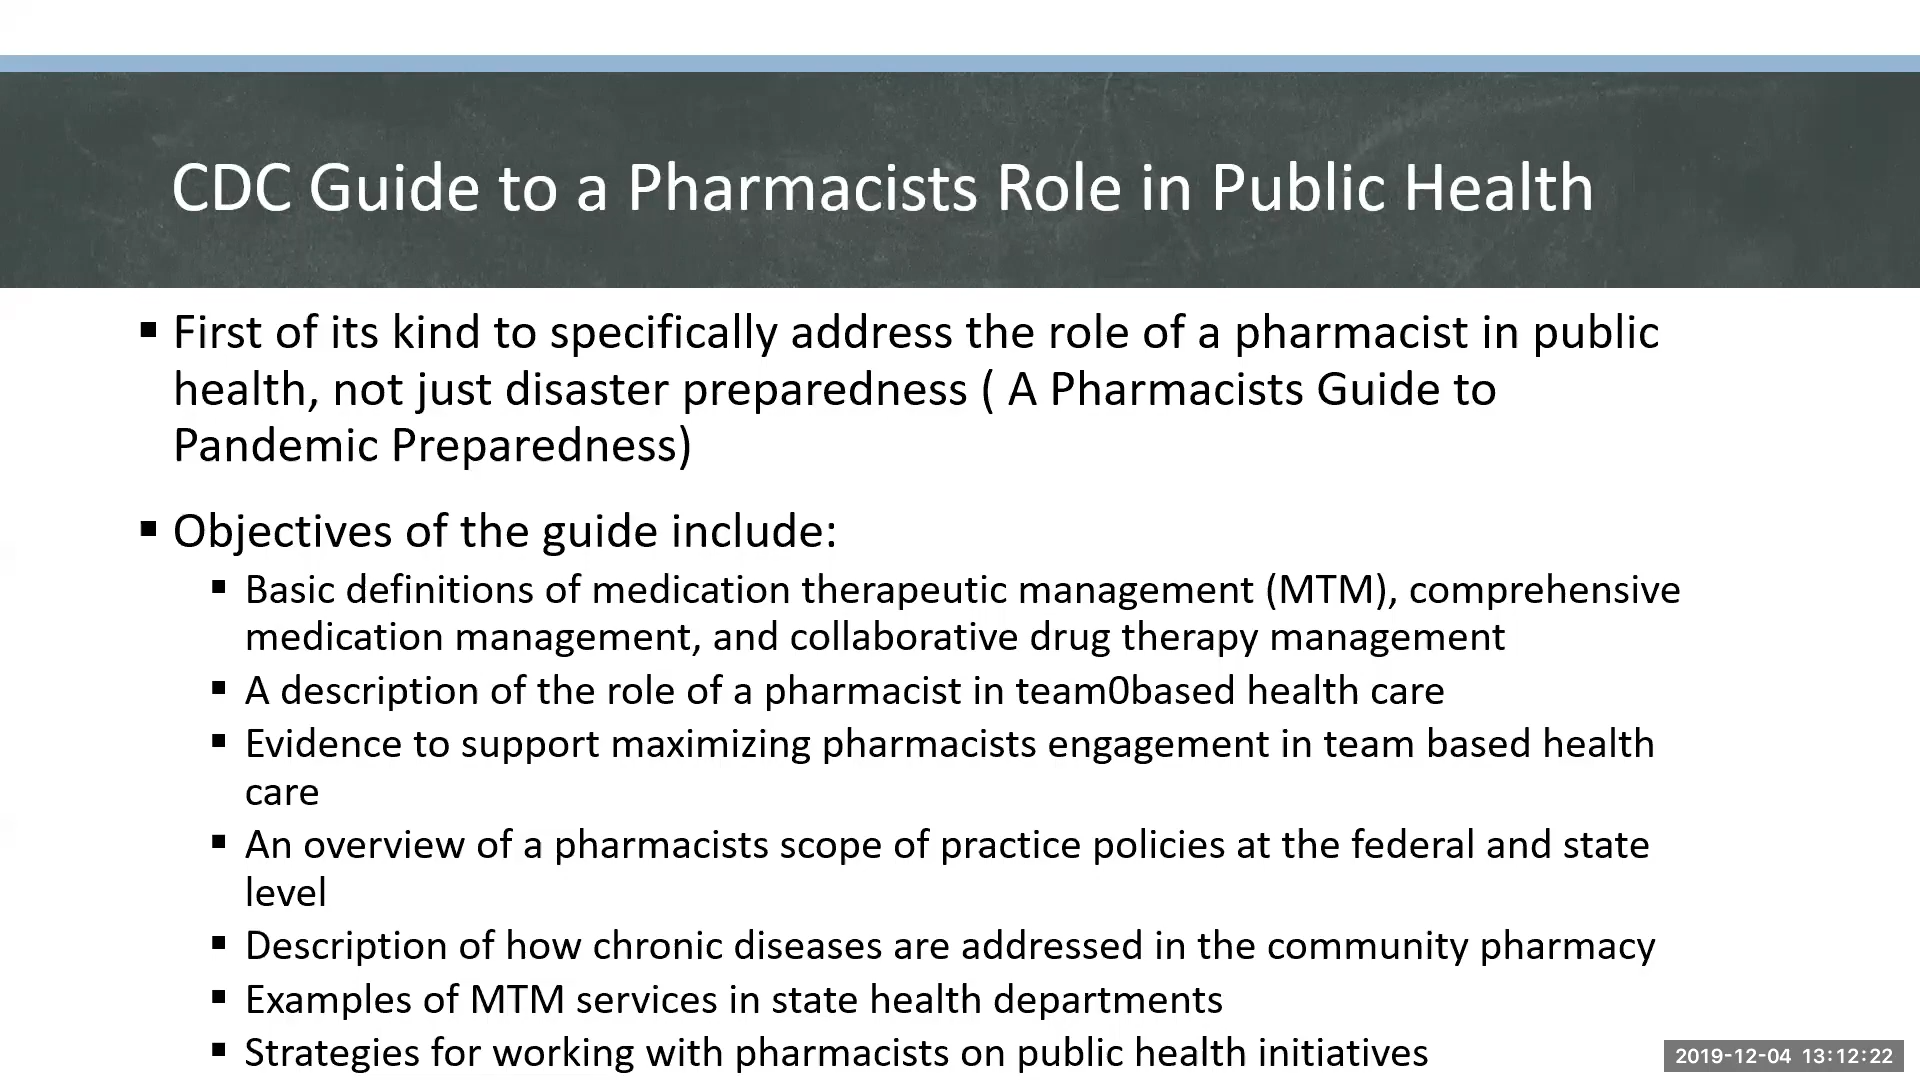 CDC Guide to a Pharmacists Role in Public Health
▪ First of its kind to specifically address the role of a pharmacist in public
health, not just disaster preparedness ( A Pharmacists Guide to
Pandemic Preparedness)
▪ Objectives of the guide include:
▪ Basic definitions of medication therapeutic management (MTM), comprehensive
medication management, and collaborative drug therapy management
▪ A description of the role of a pharmacist in team0based health care
▪ Evidence to support maximizing pharmacists engagement in team based health
care
▪ An overview of a pharmacists scope of practice policies at the federal and state
level
▪ Description of how chronic diseases are addressed in the community pharmacy
▪ Examples of MTM services in state health departments
▪ Strategies for working with pharmacists on public health initiatives
2019-12-04 13:12:22